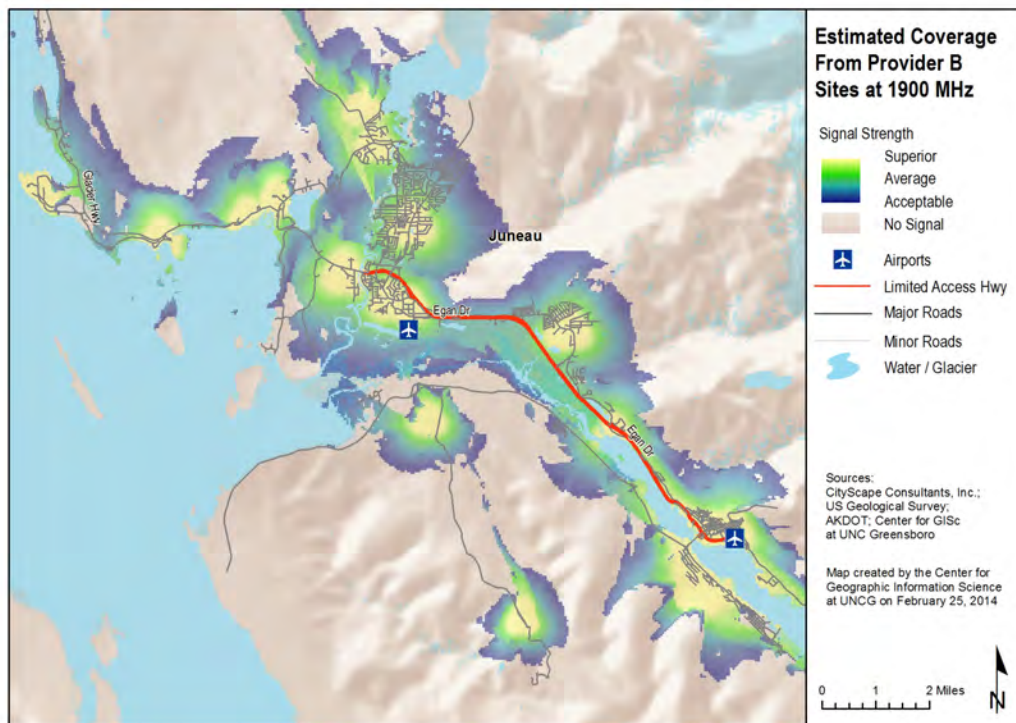 Estimated Coverage
From Provider B
Sites at 1900 MHz
Signal Strength
Superior
Average
Acceptable
No Signal
Airports
Limited Access Hwy
Major Roads
Minor Roads
Water / Glacier
Glacier Hwy
Juneau
Egan Dr
Egan Dr
Sources:
CityScape Consultants, Inc.;
US Geological Survey;
AKDOT; Center for GISc
at UNC Greensboro
Map created by the Center for
Geographic Information Science
at UNCG on February 25, 2014
0 1 2 Miles
N